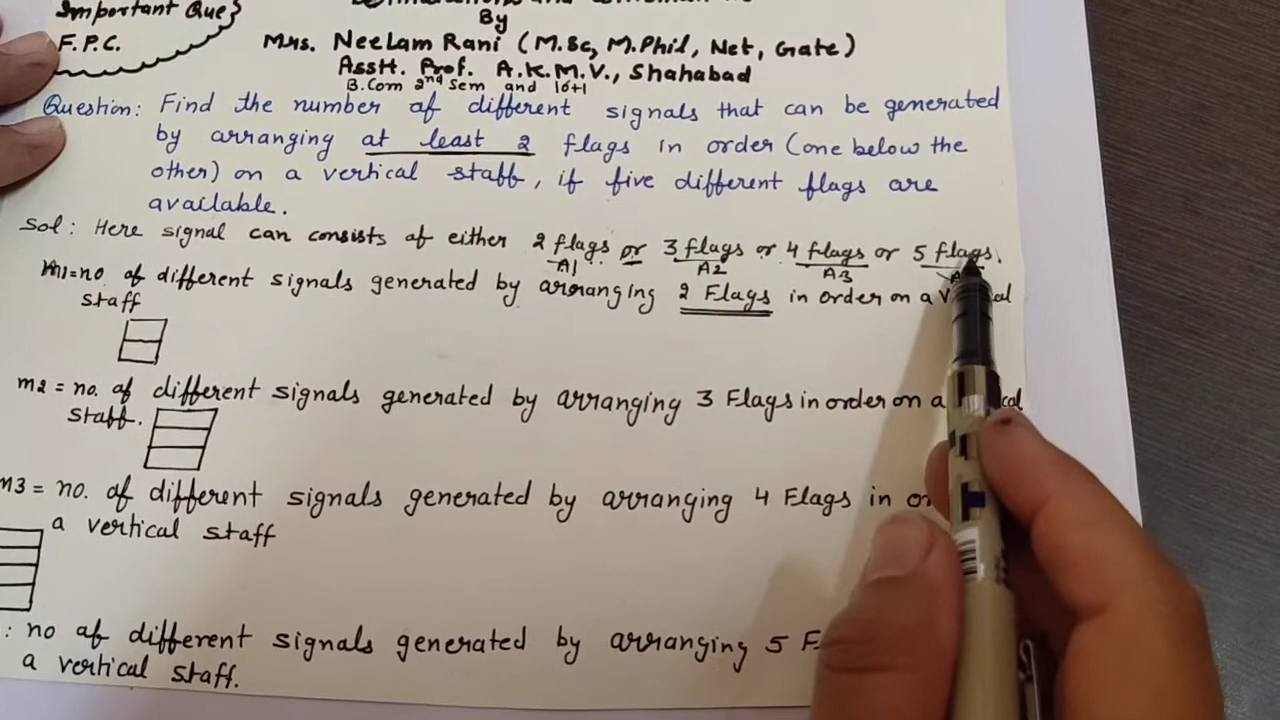 Important Que
F.P.C.
By
Mrs. Neelam Rani (M.Sc, M.Phil, Net, Gate)
Asstt. Prof. A.K.M.V., Shahabad
B.Com 2nd Sem and 10+1
Question: Find the number of different signals that can be generated
by arranging at least 2 flags in order (one below the
other) on a vertical staff, if five different flags are
available.
Sol: Here signal can consists of either 2 flags or 3 flags or 4 flags or 5 flags.
A1 A2 A3
m1=no. of different signals generated by arranging 2 Flags in order on a
staff
m2 = no. of different signals generated by arranging 3 Flags in order on a
staff.
m3 = no. of different signals generated by arranging 4 Flags in
a vertical staff
: no of different signals generated by arranging 5
a vertical staff.